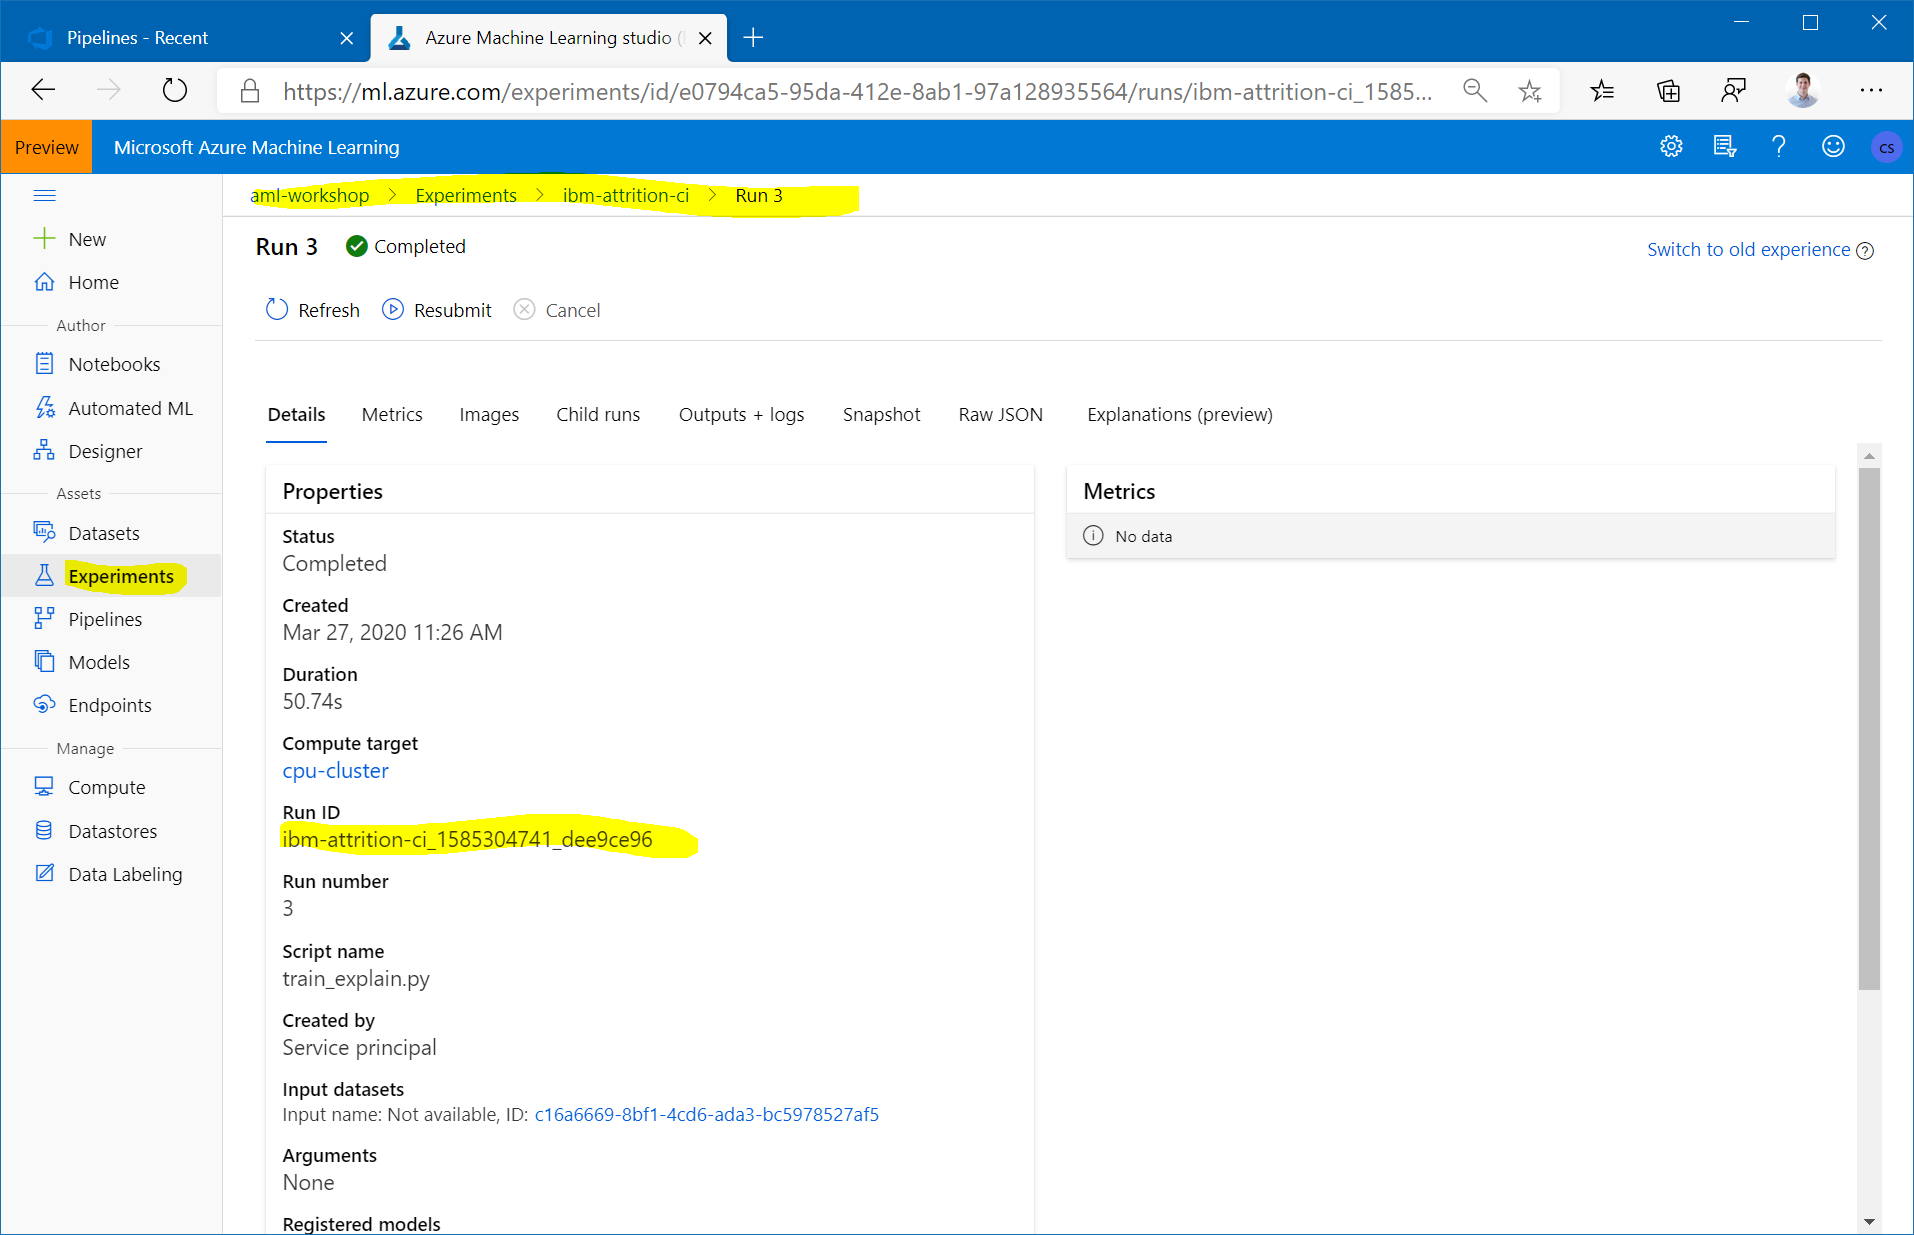 Pipelines - Recent
Azure Machine Learning studio (
https://ml.azure.com/experiments/id/e0794ca5-95da-412e-8ab1-97a128935564/runs/ibm-attrition-ci_1585...
Preview
Microsoft Azure Machine Learning
CS
aml-workshop > Experiments > ibm-attrition-ci > Run 3
New
Home
Author
Notebooks
Automated ML
Designer
Assets
Datasets
Experiments
Pipelines
Models
Endpoints
Manage
Compute
Datastores
Data Labeling
Run 3 Completed
Switch to old experience
Refresh Resubmit Cancel
Details Metrics Images Child runs Outputs + logs Snapshot Raw JSON Explanations (preview)
Properties
Status
Completed
Created
Mar 27, 2020 11:26 AM
Duration
50.74s
Compute target
cpu-cluster
Run ID
ibm-attrition-ci_1585304741_dee9ce96
Run number
3
Script name
train_explain.py
Created by
Service principal
Input datasets
Input name: Not available, ID: c16a6669-8bf1-4cd6-ada3-bc5978527af5
Arguments
None
Registered models
Metrics
No data